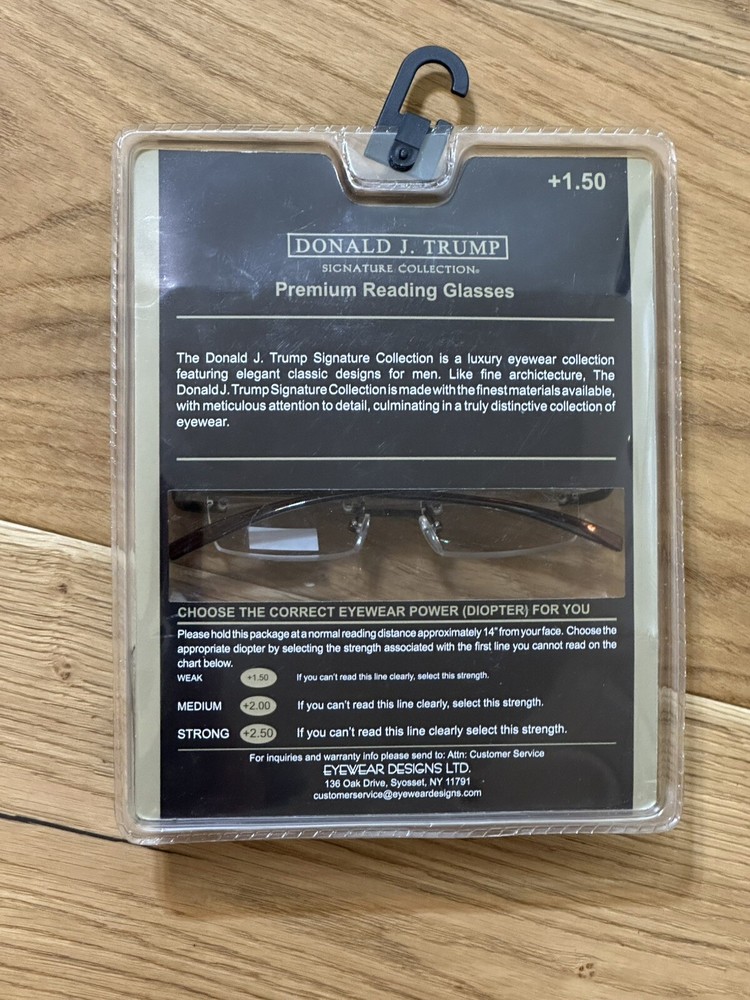 +1.50
DONALD J. TRUMP
SIGNATURE COLLECTION®
Premium Reading Glasses
The Donald J. Trump Signature Collection is a luxury eyewear collection
featuring elegant classic designs for men. Like fine archictecture, The
Donald J. Trump Signature Collection is made with the finest materials available,
with meticulous attention to detail, culminating in a truly distinctive collection of
eyewear.
CHOOSE THE CORRECT EYEWEAR POWER (DIOPTER) FOR YOU
Please hold this package at a normal reading distance approximately 14" from your face. Choose the
appropriate diopter by selecting the strength associated with the first line you cannot read on the
chart below.
WEAK +1.50 If you can't read this line clearly, select this strength.
MEDIUM +2.00 If you can't read this line clearly, select this strength.
STRONG +2.50 If you can't read this line clearly select this strength.
For inquiries and warranty info please send to: Attn: Customer Service
EYEWEAR DESIGNS LTD.
136 Oak Drive, Syosset, NY 11791
customerservice@eyeweardesigns.com